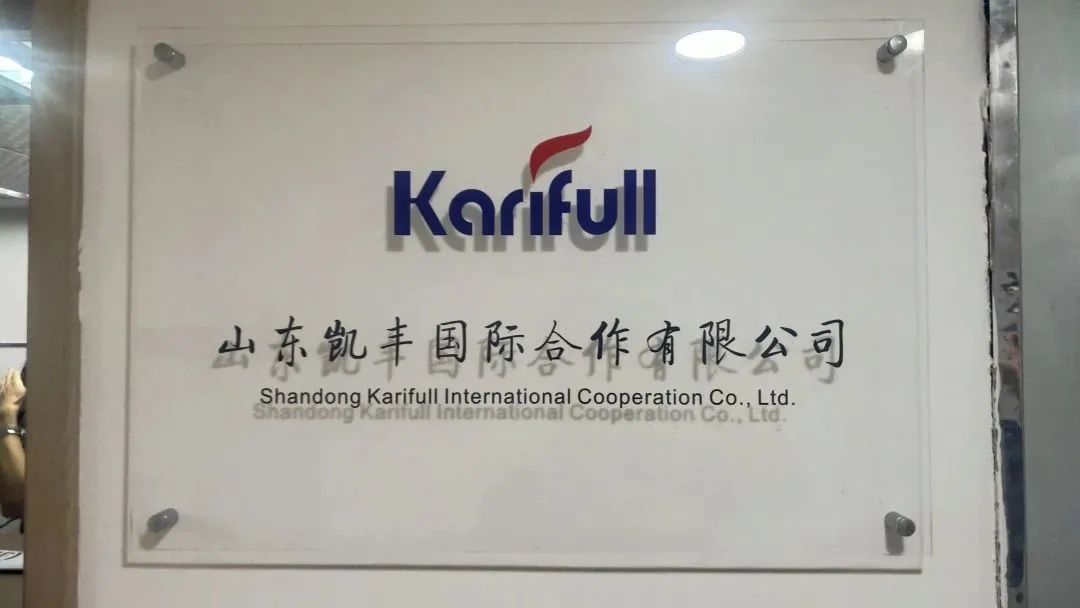 Karifull
山东凯丰国际合作有限公司
Shandong Karifull International Cooperation Co., Ltd.